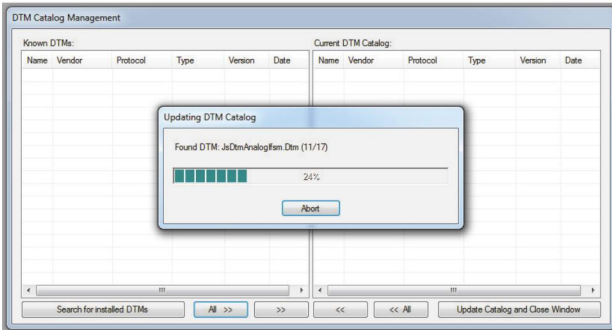 DTM Catalog Management
Known DTMs:
Current DTM Catalog:
Name Vendor Protocol Type Version Date
Name Vendor Protocol Type Version Date
Updating DTM Catalog
Found DTM: JsDtmAnalogIfsm.Dtm (11/17)
24%
Abort
Search for installed DTMs
All >>
>>
<<
<< All
Update Catalog and Close Window